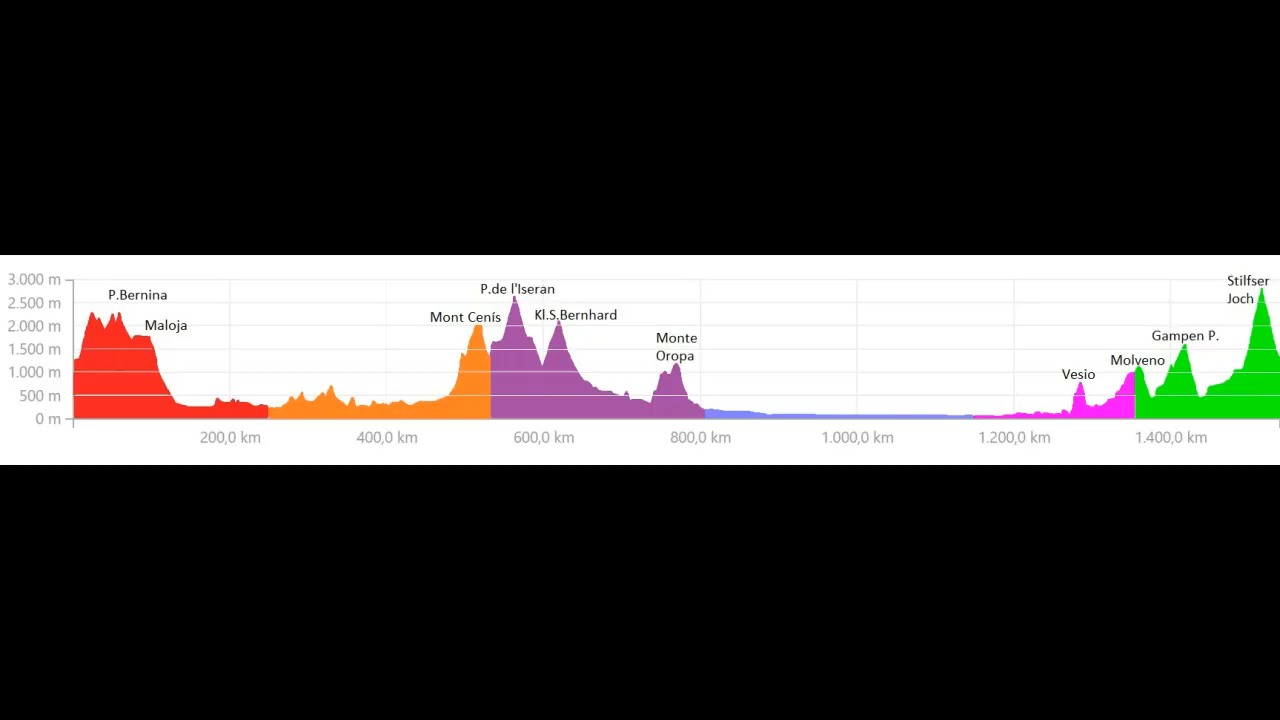 3.000 m
2.500 m
2.000 m
1.500 m
1.000 m
500 m
0 m
P.Bernina
Maloja
Mont Cenís
P.de l'Iseran
Kl.S.Bernhard
Monte
Oropa
Vesio
Molveno
Gampen P.
Stilfser
Joch
200,0 km
400,0 km
600,0 km
800,0 km
1.000,0 km
1.200,0 km
1.400,0 km